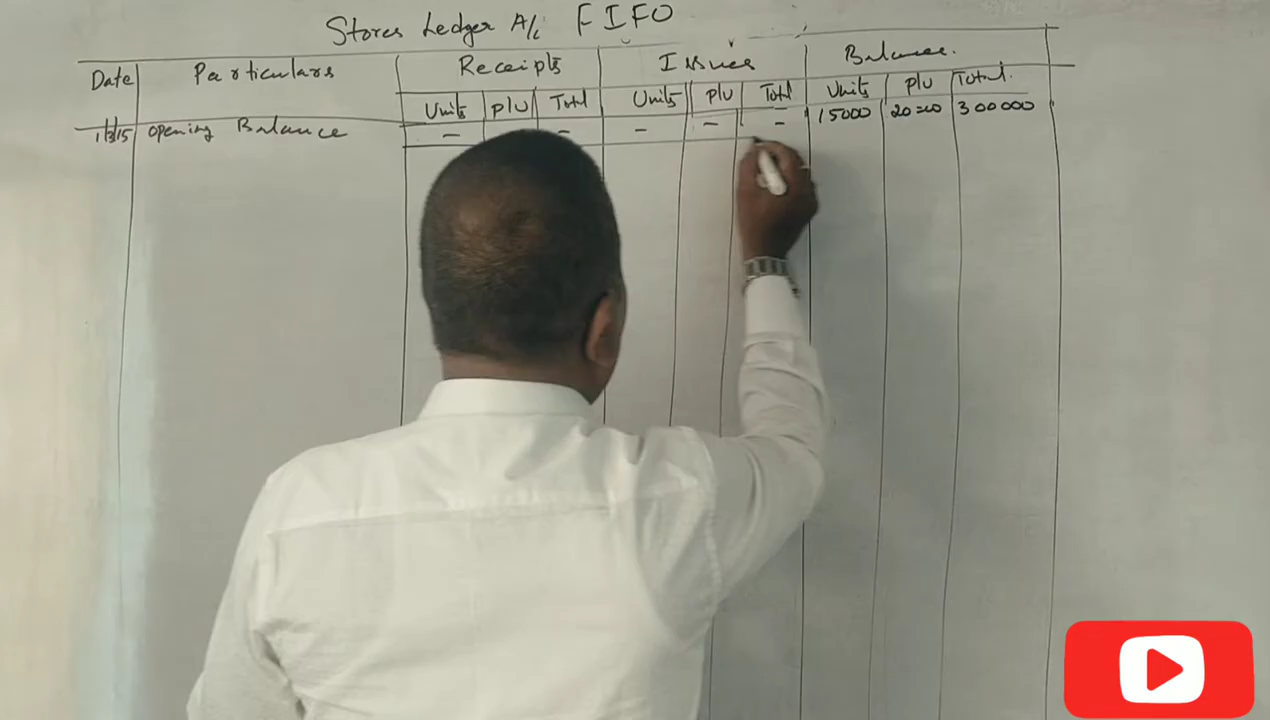 Stores Ledger A/c FIFO
Date Particulars Receipts Issues Balance.
Units P/U Total Units P/U Total Units P/U Total.
1/3/15 opening Balance - - - - - 15000 20=00 300000